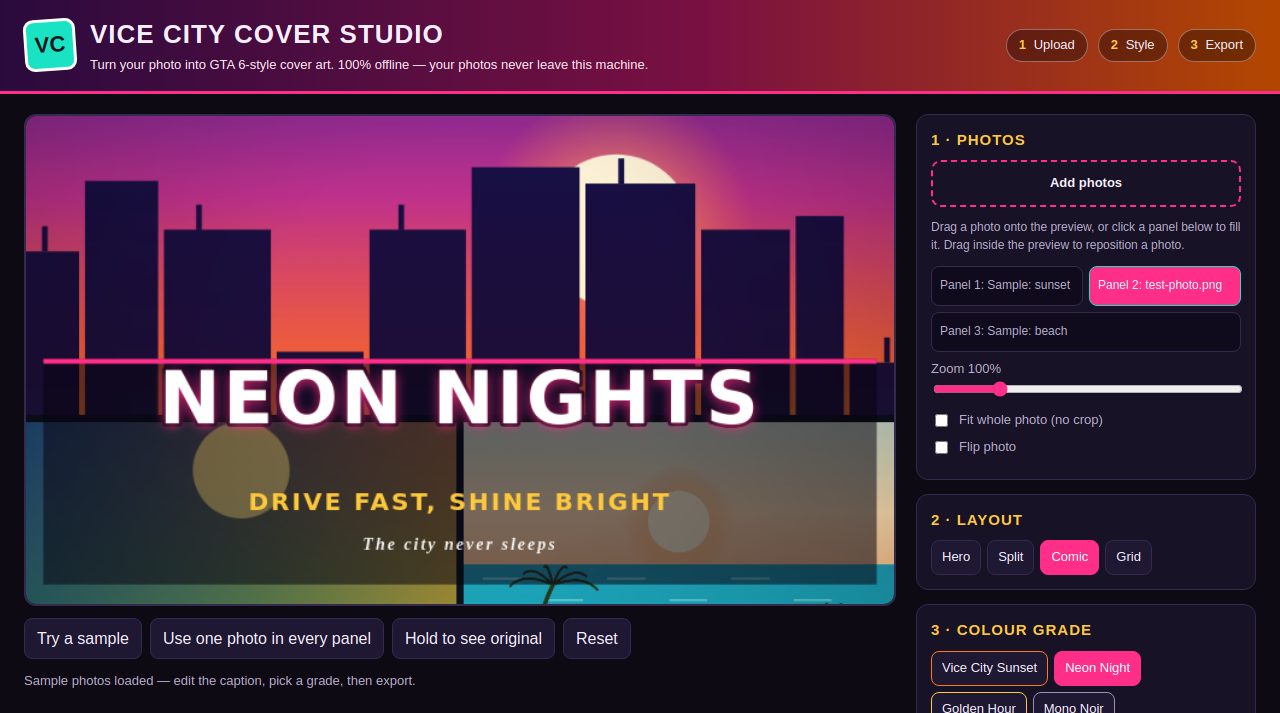 VC
VICE CITY COVER STUDIO
Turn your photo into GTA 6-style cover art. 100% offline — your photos never leave this machine.
1 Upload
2 Style
3 Export
NEON NIGHTS
DRIVE FAST, SHINE BRIGHT
The city never sleeps
Try a sample
Use one photo in every panel
Hold to see original
Reset
Sample photos loaded — edit the caption, pick a grade, then export.
1 · PHOTOS
Add photos
Drag a photo onto the preview, or click a panel below to fill
it. Drag inside the preview to reposition a photo.
Panel 1: Sample: sunset
Panel 2: test-photo.png
Panel 3: Sample: beach
Zoom 100%
Fit whole photo (no crop)
Flip photo
2 · LAYOUT
Hero
Split
Comic
Grid
3 · COLOUR GRADE
Vice City Sunset
Neon Night
Golden Hour
Mono Noir